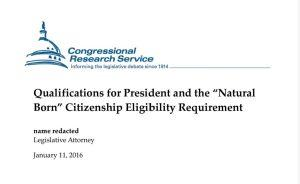 Congressional
Research Service
Informing the legislative debate since 1914
Qualifications for President and the “Natural
Born” Citizenship Eligibility Requirement
name redacted
Legislative Attorney
January 11, 2016